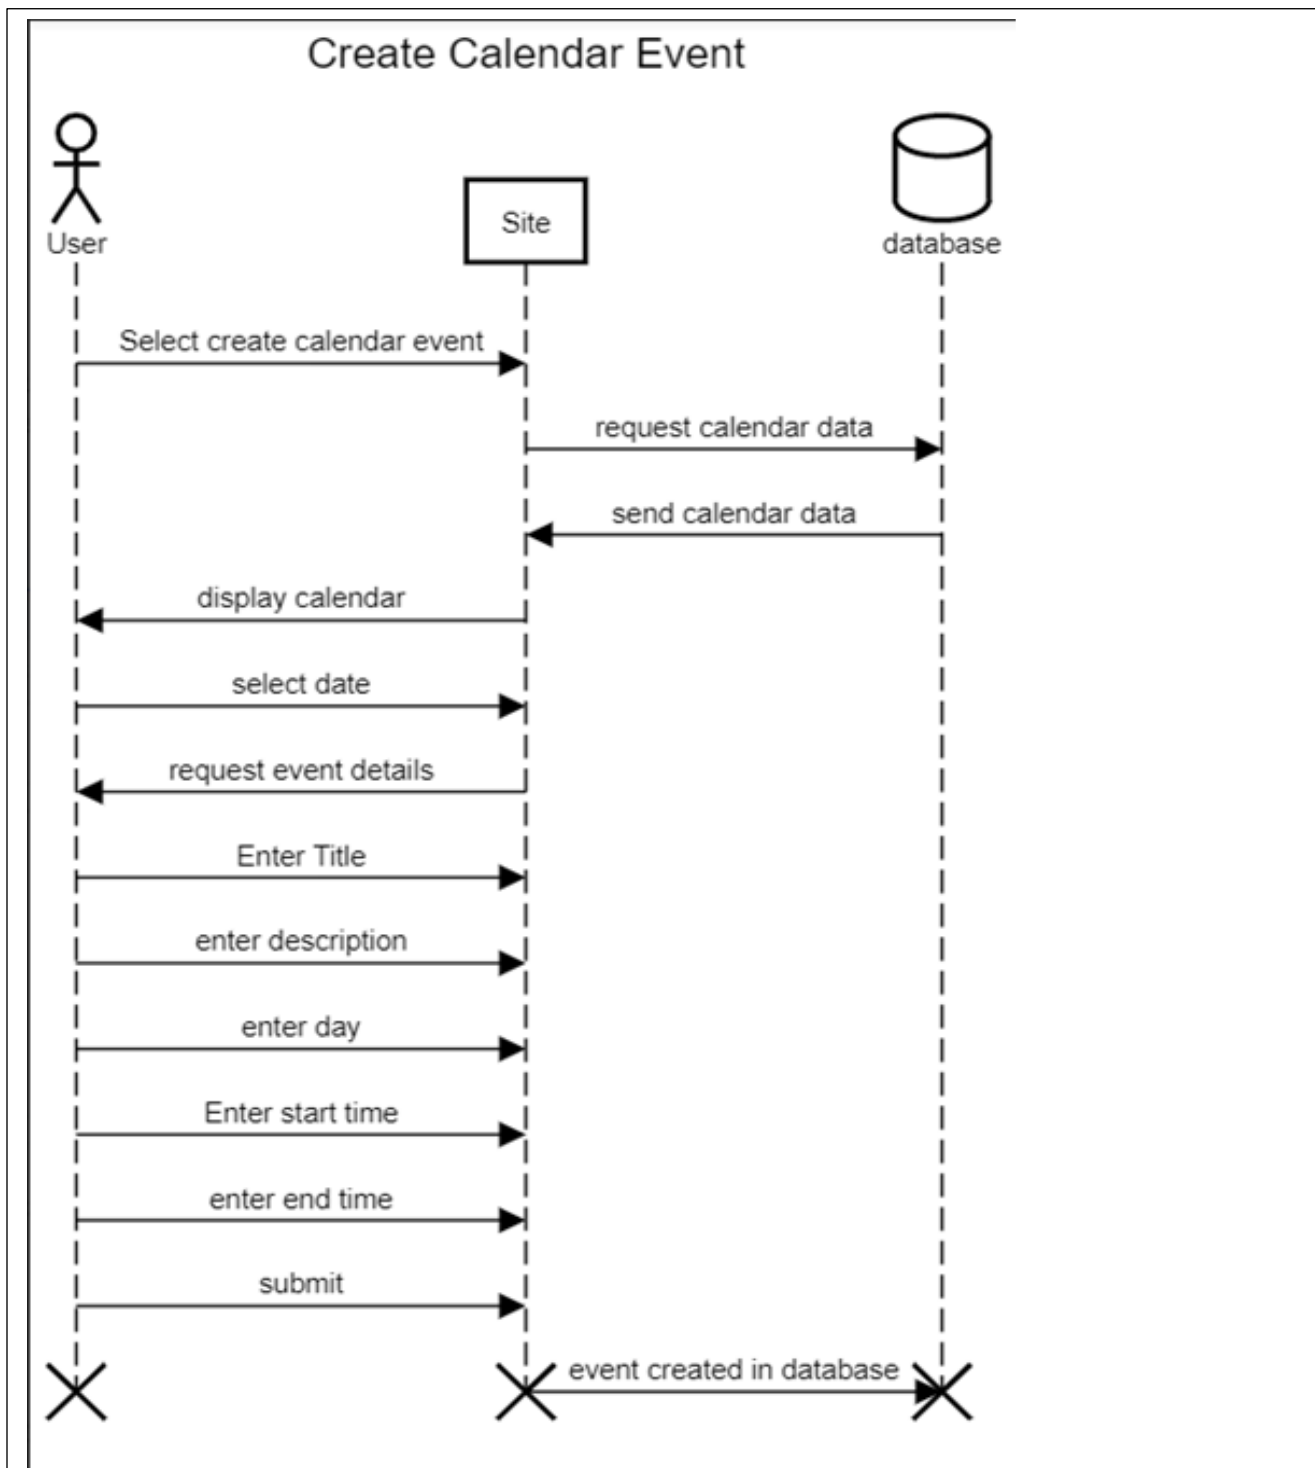 Create Calendar Event
User
Site
database
Select create calendar event
request calendar data
send calendar data
display calendar
select date
request event details
Enter Title
enter description
enter day
Enter start time
enter end time
submit
event created in database